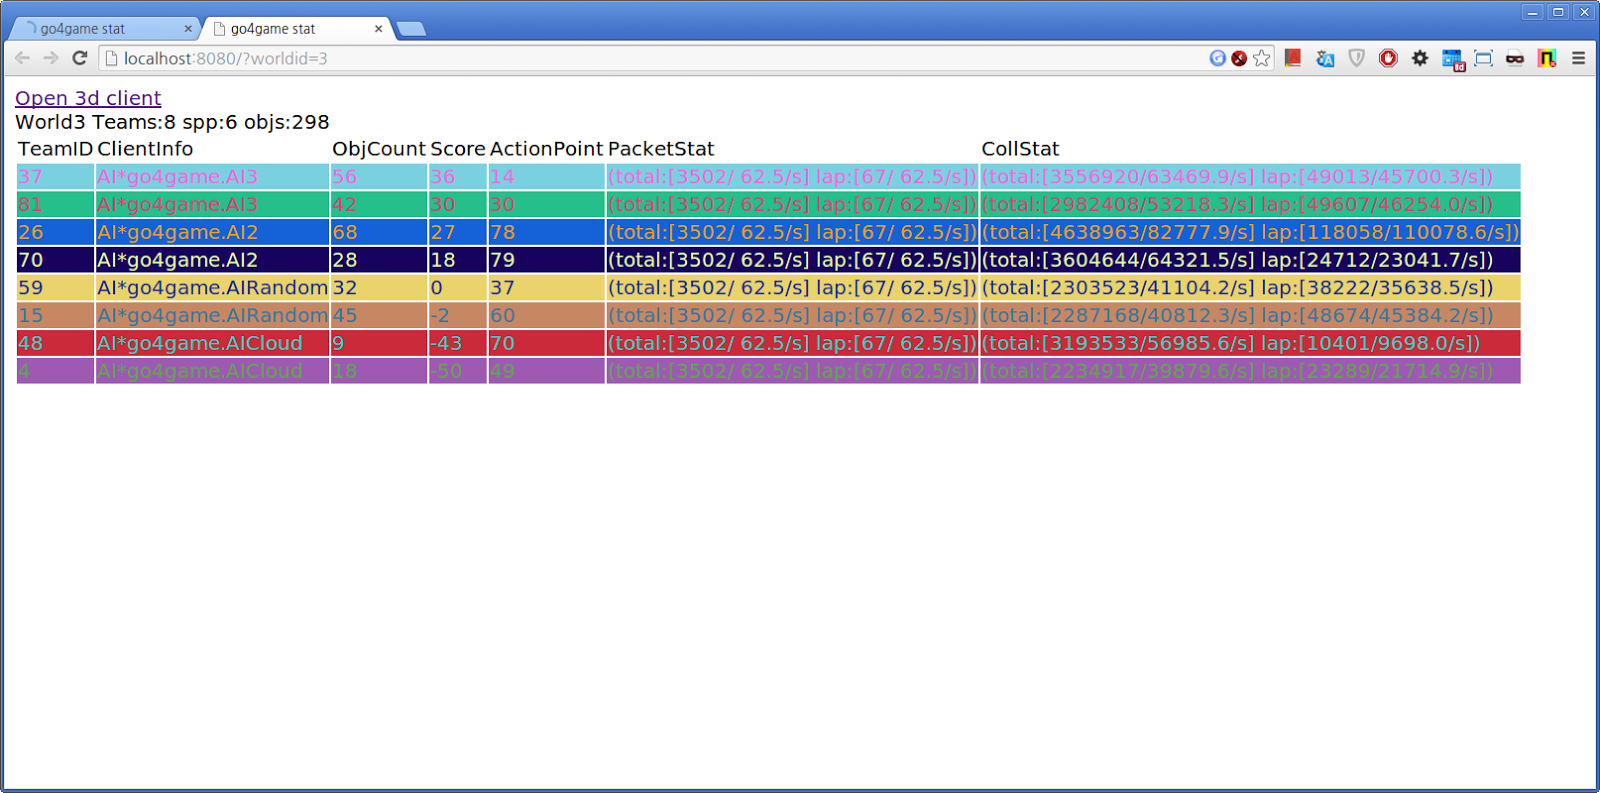 go4game stat
go4game stat
localhost:8080/?worldid=3
8d
Open 3d client
World3 Teams:8 spp:6 objs:298
TeamID ClientInfo ObjCount Score ActionPoint PacketStat CollStat
37 AI*go4game.AI3 56 36 14 (total:[3502/ 62.5/s] lap:[67/ 62.5/s]) (total:[3556920/63469.9/s] lap:[49013/45700.3/s])
81 AI*go4game.AI3 42 30 30 (total:[3502/ 62.5/s] lap:[67/ 62.5/s]) (total:[2982408/53218.3/s] lap:[49607/46254.0/s])
26 AI*go4game.AI2 68 27 78 (total:[3502/ 62.5/s] lap:[67/ 62.5/s]) (total:[4638963/82777.9/s] lap:[118058/110078.6/s])
70 AI*go4game.AI2 28 18 79 (total:[3502/ 62.5/s] lap:[67/ 62.5/s]) (total:[3604644/64321.5/s] lap:[24712/23041.7/s])
59 AI*go4game.AIRandom 32 0 37 (total:[3502/ 62.5/s] lap:[67/ 62.5/s]) (total:[2303523/41104.2/s] lap:[38222/35638.5/s])
15 AI*go4game.AIRandom 45 -2 60 (total:[3502/ 62.5/s] lap:[67/ 62.5/s]) (total:[2287168/40812.3/s] lap:[48674/45384.2/s])
48 AI*go4game.AICloud 9 -43 70 (total:[3502/ 62.5/s] lap:[67/ 62.5/s]) (total:[3193533/56985.6/s] lap:[10401/9698.0/s])
4 AI*go4game.AICloud 18 -50 49 (total:[3502/ 62.5/s] lap:[67/ 62.5/s]) (total:[2234917/39879.6/s] lap:[23289/21714.9/s])